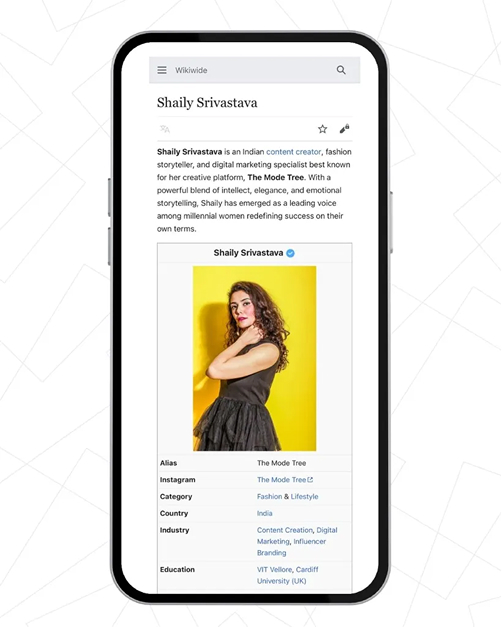 Wikiwide
Shaily Srivastava
Shaily Srivastava is an Indian content creator, fashion
storyteller, and digital marketing specialist best known
for her creative platform, The Mode Tree. With a
powerful blend of intellect, elegance, and emotional
storytelling, Shaily has emerged as a leading voice
among millennial women redefining success on their
own terms.
Shaily Srivastava
Alias The Mode Tree
Instagram The Mode Tree
Category Fashion & Lifestyle
Country India
Industry Content Creation, Digital
Marketing, Influencer
Branding
Education VIT Vellore, Cardiff
University (UK)